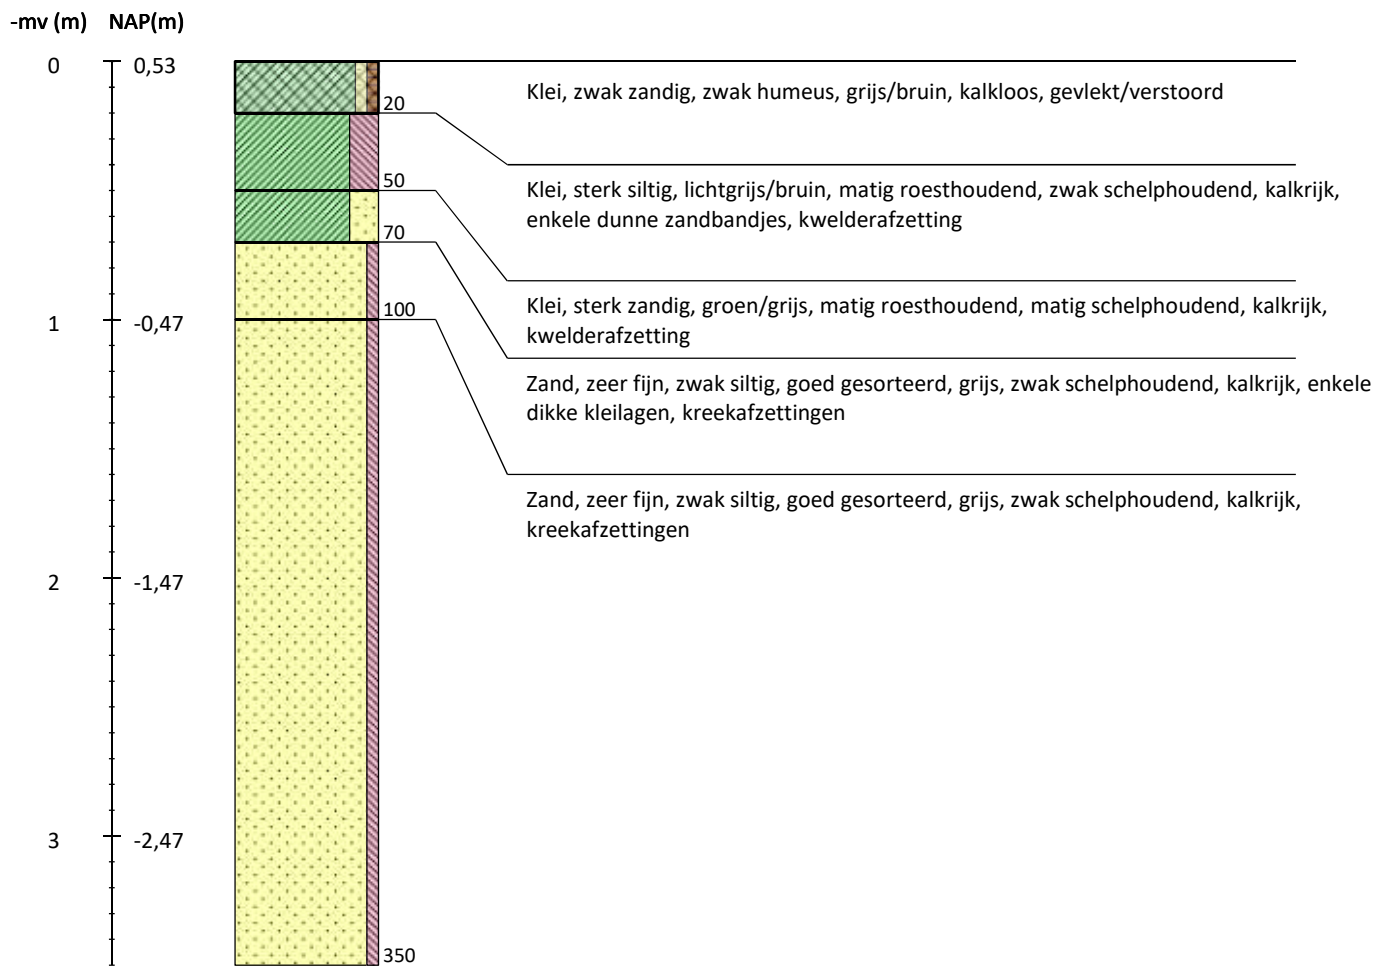 -mv (m) NAP(m)
0 0,53
Klei, zwak zandig, zwak humeus, grijs/bruin, kalkloos, gevlekt/verstoord
20
Klei, sterk siltig, lichtgrijs/bruin, matig roesthoudend, zwak schelphoudend, kalkrijk,
enkele dunne zandbandjes, kwelderafzetting
50
70
Klei, sterk zandig, groen/grijs, matig roesthoudend, matig schelphoudend, kalkrijk,
kwelderafzetting
100
1 -0,47
Zand, zeer fijn, zwak siltig, goed gesorteerd, grijs, zwak schelphoudend, kalkrijk, enkele
dikke kleilagen, kreekafzettingen
Zand, zeer fijn, zwak siltig, goed gesorteerd, grijs, zwak schelphoudend, kalkrijk,
kreekafzettingen
2 -1,47
3 -2,47
350